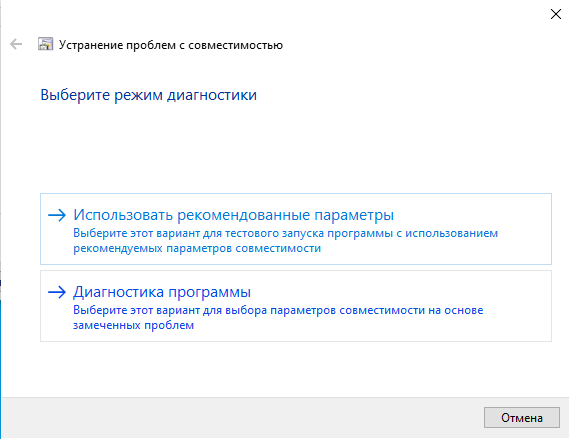 Устранение проблем с совместимостью
Выберите режим диагностики
Использовать рекомендованные параметры
Выберите этот вариант для тестового запуска программы с использованием
рекомендуемых параметров совместимости
Диагностика программы
Выберите этот вариант для выбора параметров совместимости на основе
замеченных проблем
Отмена